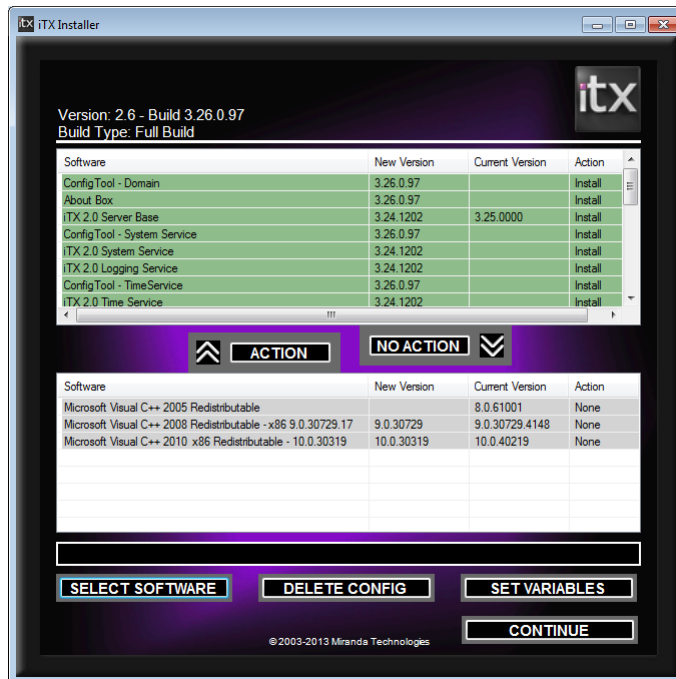 itx iTX Installer
itx
Version: 2.6 - Build 3.26.0.97
Build Type: Full Build
Software New Version Current Version Action
ConfigTool - Domain 3.26.0.97 Install
About Box 3.26.0.97 Install
iTX 2.0 Server Base 3.24.1202 3.25.0000 Install
ConfigTool - System Service 3.26.0.97 Install
iTX 2.0 System Service 3.24.1202 Install
iTX 2.0 Logging Service 3.24.1202 Install
ConfigTool - TimeService 3.26.0.97 Install
iTX 2.0 Time Service 3.24.1202 Install
ACTION NO ACTION
Software New Version Current Version Action
Microsoft Visual C++ 2005 Redistributable 8.0.61001 None
Microsoft Visual C++ 2008 Redistributable - x86 9.0.30729.17 9.0.30729 9.0.30729.4148 None
Microsoft Visual C++ 2010 x86 Redistributable - 10.0.30319 10.0.30319 10.0.40219 None
SELECT SOFTWARE DELETE CONFIG SET VARIABLES
CONTINUE
©2003-2013 Miranda Technologies